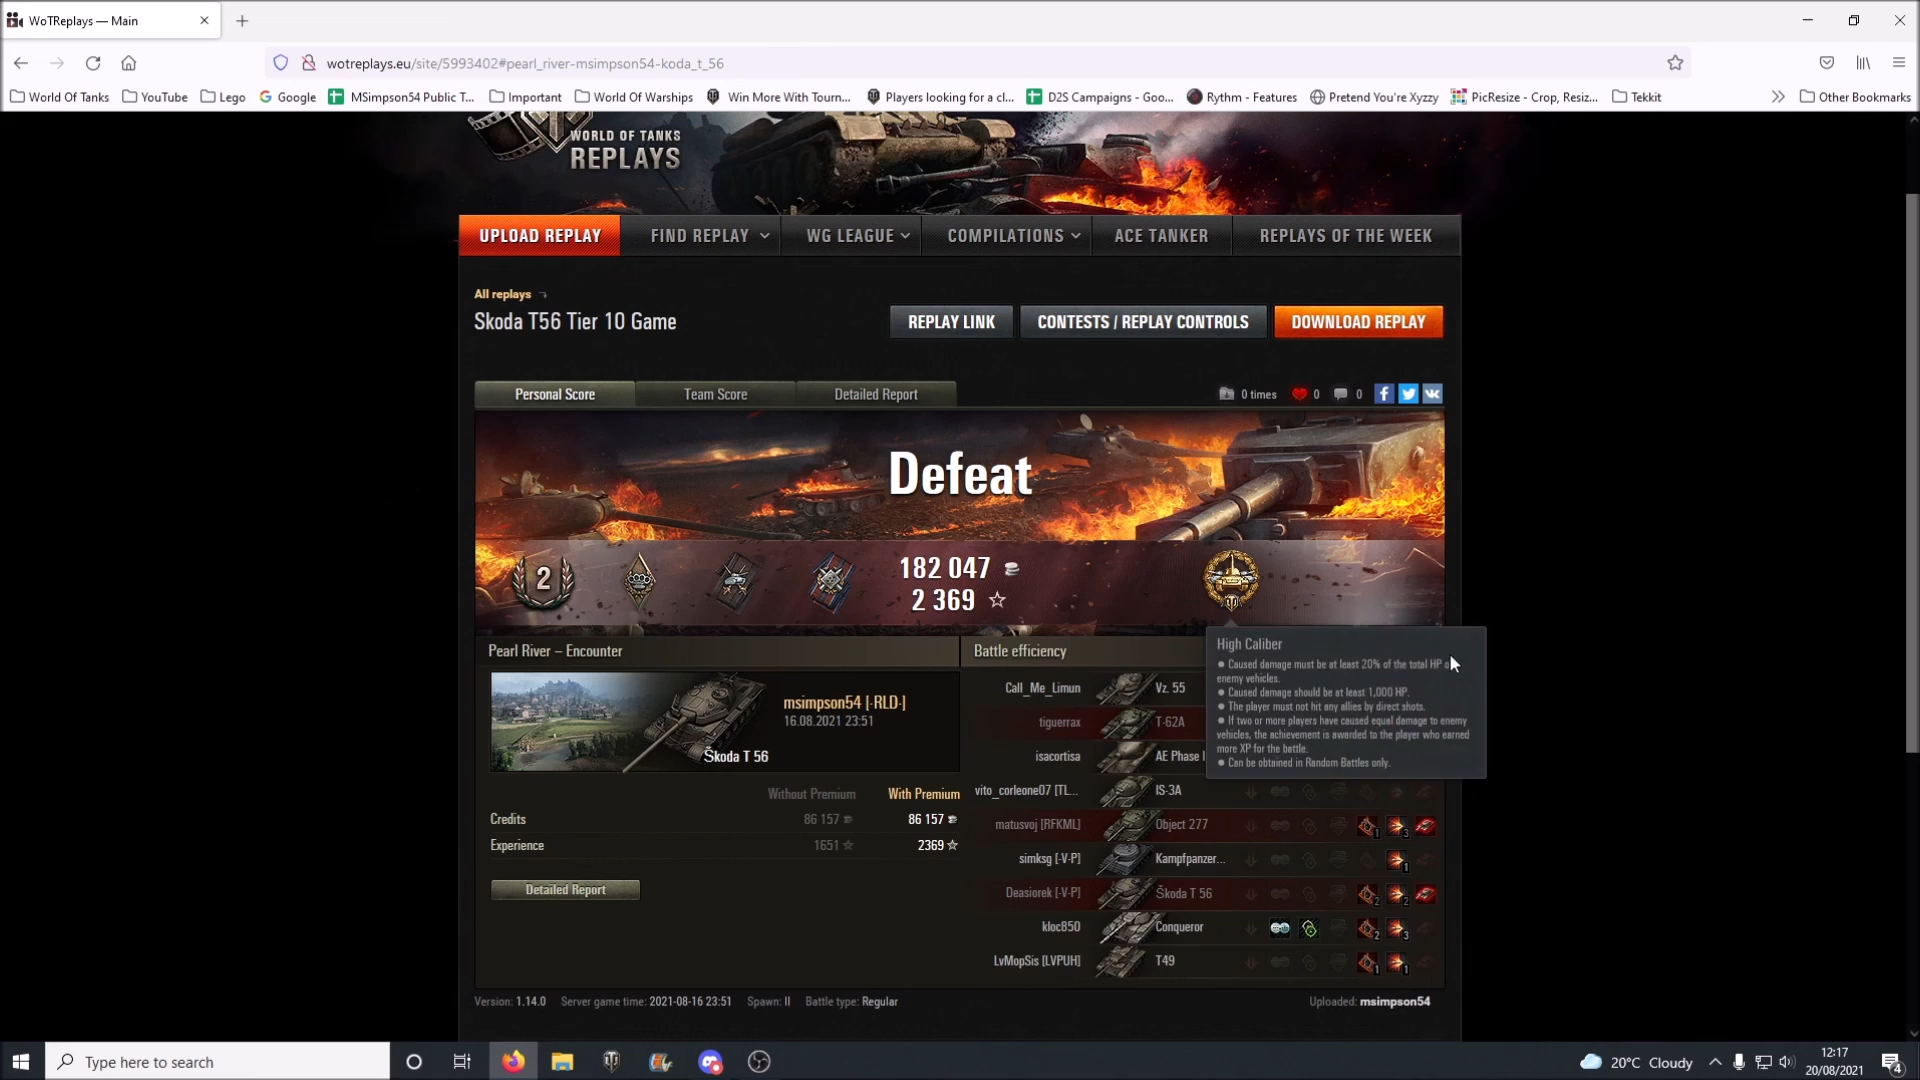 WoTReplays — Main
wotreplays.eu/site/5993402#pearl_river-msimpson54-koda_t_56
World Of Tanks
YouTube
Lego
Google
MSimpson54 Public T...
Important
World Of Warships
Win More With Tourn...
Players looking for a cl...
D2S Campaigns - Goo...
Rythm - Features
Pretend You're Xyzzy
PicResize - Crop, Resiz...
Tekkit
Other Bookmarks
WORLD OF TANKS
REPLAYS
UPLOAD REPLAY
FIND REPLAY
WG LEAGUE
COMPILATIONS
ACE TANKER
REPLAYS OF THE WEEK
All replays
Skoda T56 Tier 10 Game
REPLAY LINK
CONTESTS / REPLAY CONTROLS
DOWNLOAD REPLAY
Personal Score
Team Score
Detailed Report
0 times
0
0
Defeat
2
182 047
2 369
Pearl River – Encounter
Battle efficiency
msimpson54 [-RLD-]
16.08.2021 23:51
Škoda T 56
Without Premium
With Premium
Credits
86 157
86 157
Experience
1651
2369
Detailed Report
Call_Me_Limun
Vz. 55
tiguerrax
T-62A
isacortisa
AE Phase I
vito_corleone07 [TL...
IS-3A
matusvoj [RFKML]
Object 277
1
3
simksg [-V-P]
Kampfpanzer...
1
Deasiorek [-V-P]
Škoda T 56
2
2
kloc850
Conqueror
2
3
LvMopSis [LVPUH]
T49
1
1
High Caliber
Caused damage must be at least 20% of the total HP
enemy vehicles.
Caused damage should be at least 1,000 HP.
The player must not hit any allies by direct shots.
If two or more players have caused equal damage to enemy
vehicles, the achievement is awarded to the player who earned
more XP for the battle.
Can be obtained in Random Battles only.
Version: 1.14.0
Server game time: 2021-08-16 23:51
Spawn: II
Battle type: Regular
Uploaded: msimpson54
Type here to search
20°C Cloudy
12:17
20/08/2021
4